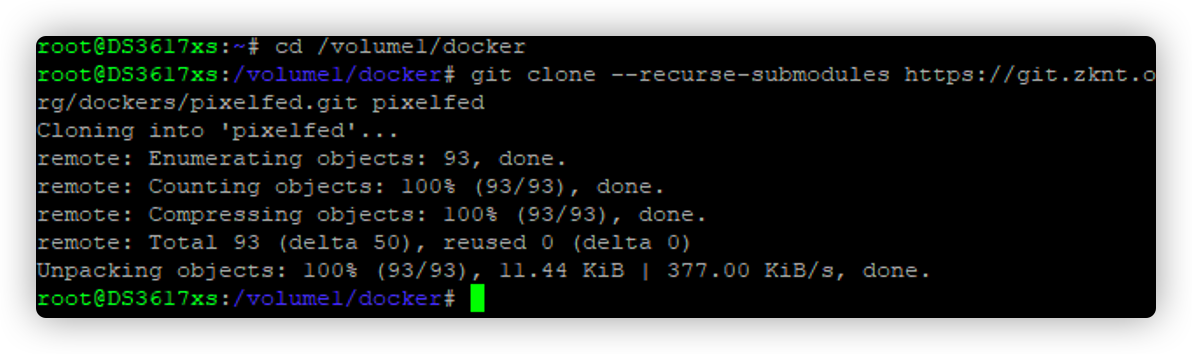 root@DS3617xs:~# cd /volume1/docker
root@DS3617xs:/volume1/docker# git clone --recurse-submodules https://git.zknt.o
rg/dockers/pixelfed.git pixelfed
Cloning into 'pixelfed'...
remote: Enumerating objects: 93, done.
remote: Counting objects: 100% (93/93), done.
remote: Compressing objects: 100% (93/93), done.
remote: Total 93 (delta 50), reused 0 (delta 0)
Unpacking objects: 100% (93/93), 11.44 KiB | 377.00 KiB/s, done.
root@DS3617xs:/volume1/docker#